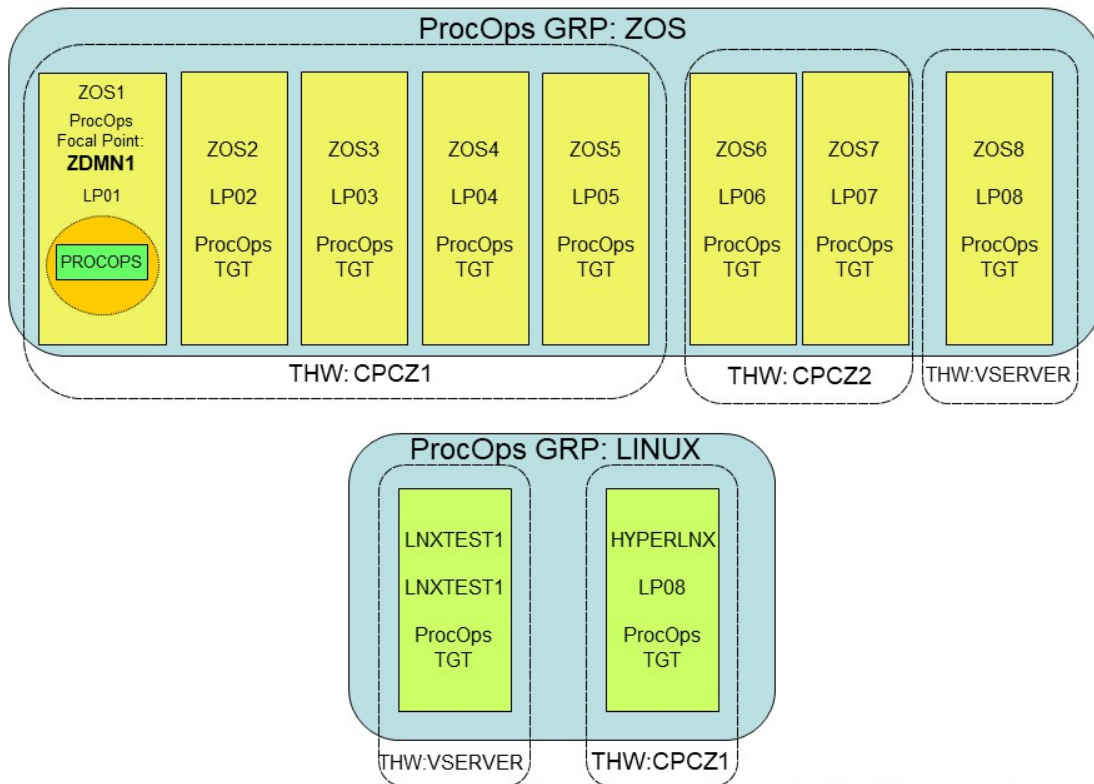 ProcOps GRP: ZOS
ZOS1
ProcOps
Focal Point:
ZDMN1
LP01
PROCOPS
ZOS2
LP02
ProcOps
TGT
ZOS3
LP03
ProcOps
TGT
ZOS4
LP04
ProcOps
TGT
ZOS5
LP05
ProcOps
TGT
ZOS6
LP06
ProcOps
TGT
ZOS7
LP07
ProcOps
TGT
ZOS8
LP08
ProcOps
TGT
THW: CPCZ1
THW: CPCZ2
THW:VSERVER
ProcOps GRP: LINUX
LNXTEST1
LNXTEST1
ProcOps
TGT
HYPERLNX
LP08
ProcOps
TGT
THW:VSERVER
THW:CPCZ1